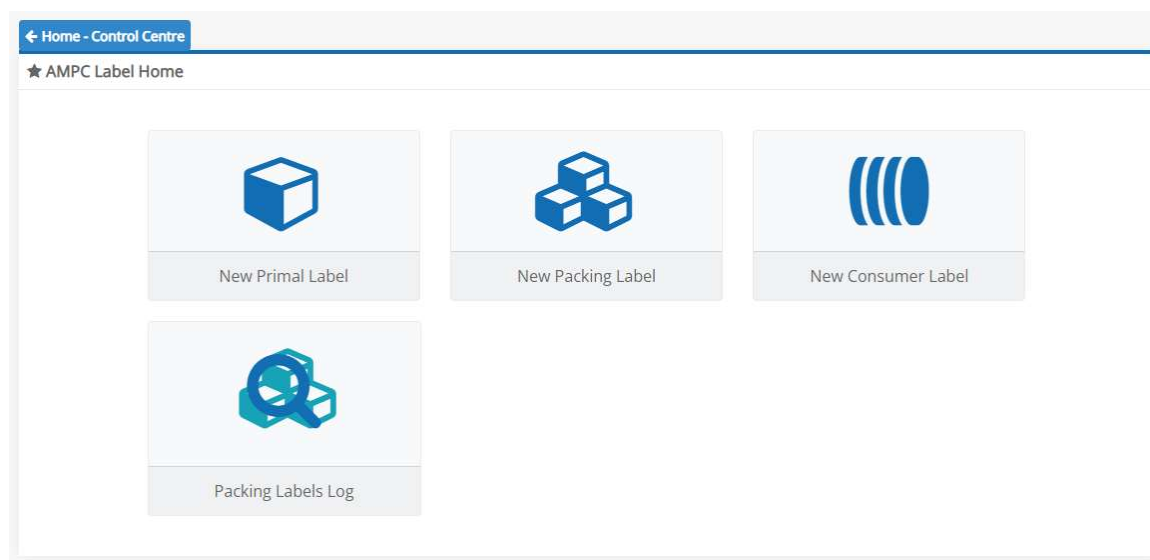 Home - Control Centre
AMPC Label Home
New Primal Label
New Packing Label
New Consumer Label
Packing Labels Log